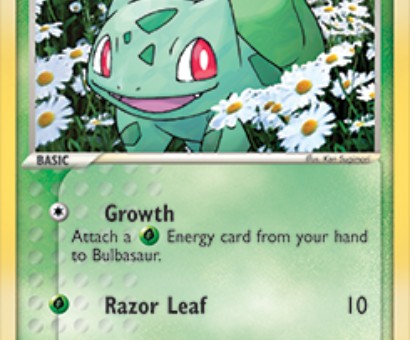 BASIC
Illus. Ken Sugimori
Growth
Attach a Energy card from your hand
to Bulbasaur.
Razor Leaf 10